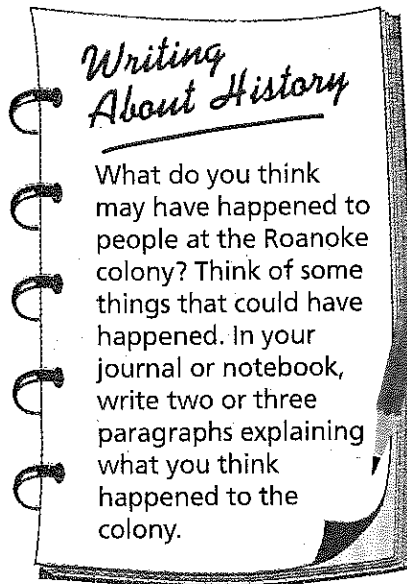 Writing
About History
What do you think
may have happened to
people at the Roanoke
colony? Think of some
things that could have
happened. In your
journal or notebook,
write two or three
paragraphs explaining
what you think
happened to the
colony.